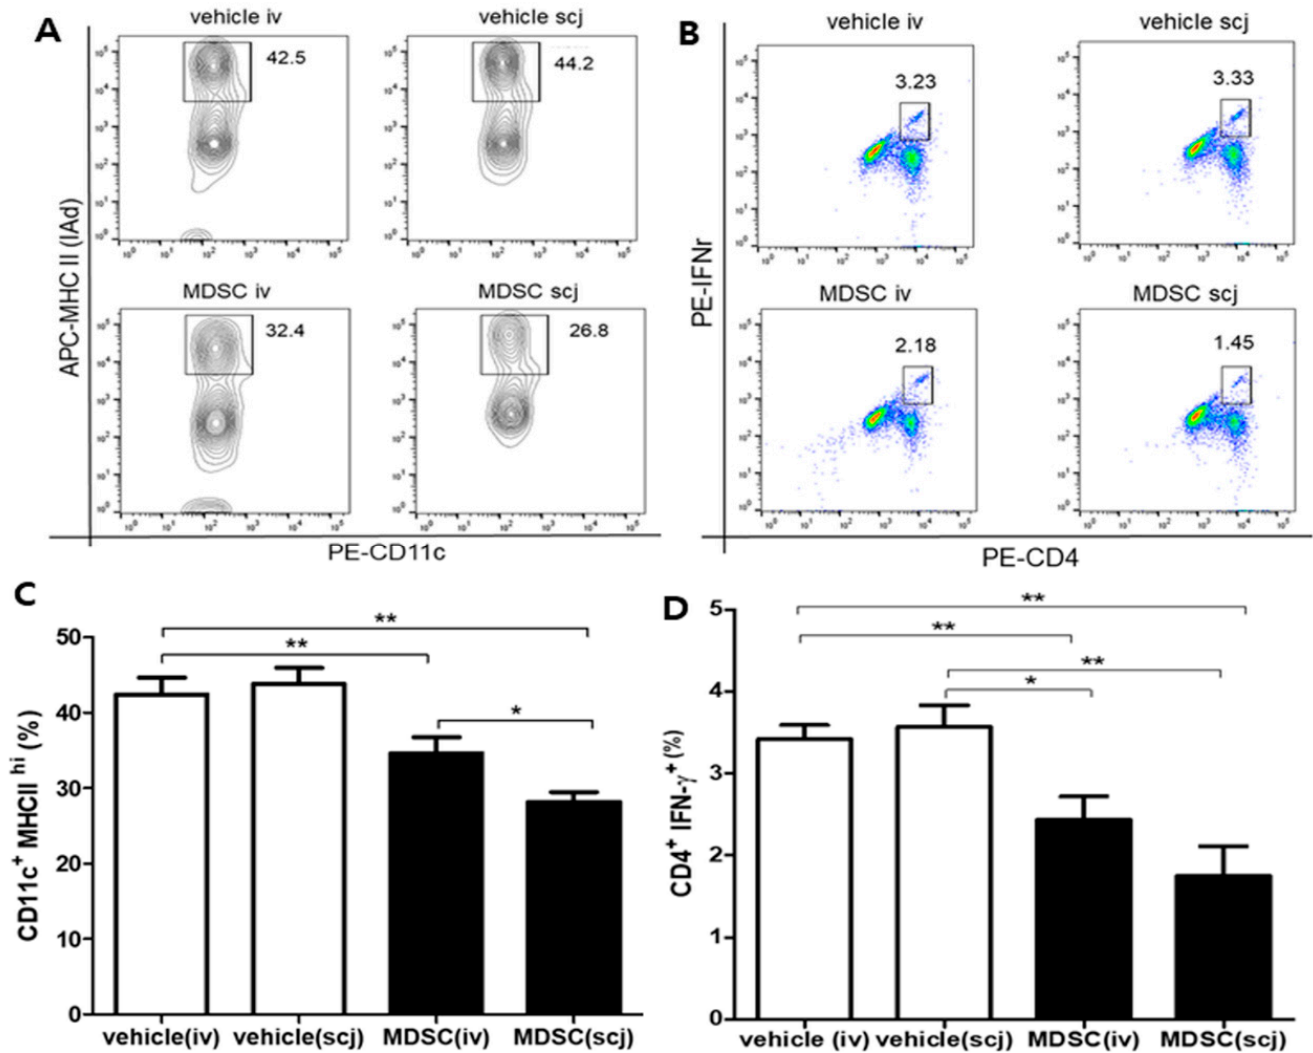 A
vehicle iv
vehicle scj
42.5
44.2
MDSC iv
MDSC scj
32.4
26.8
APC-MHC II (IAd)
PE-CD11c
B
vehicle iv
vehicle scj
3.23
3.33
MDSC iv
MDSC scj
2.18
1.45
PE-IFNr
PE-CD4
C
**
**
*
50
40
30
20
10
0
CD11c+ MHCII hi (%)
vehicle(iv) vehicle(scj) MDSC(iv) MDSC(scj)
D
**
**
**
*
5
4
3
2
1
0
CD4+ IFN-γ+(%)
vehicle (iv) vehicle(scj) MDSC(iv) MDSC(scj)